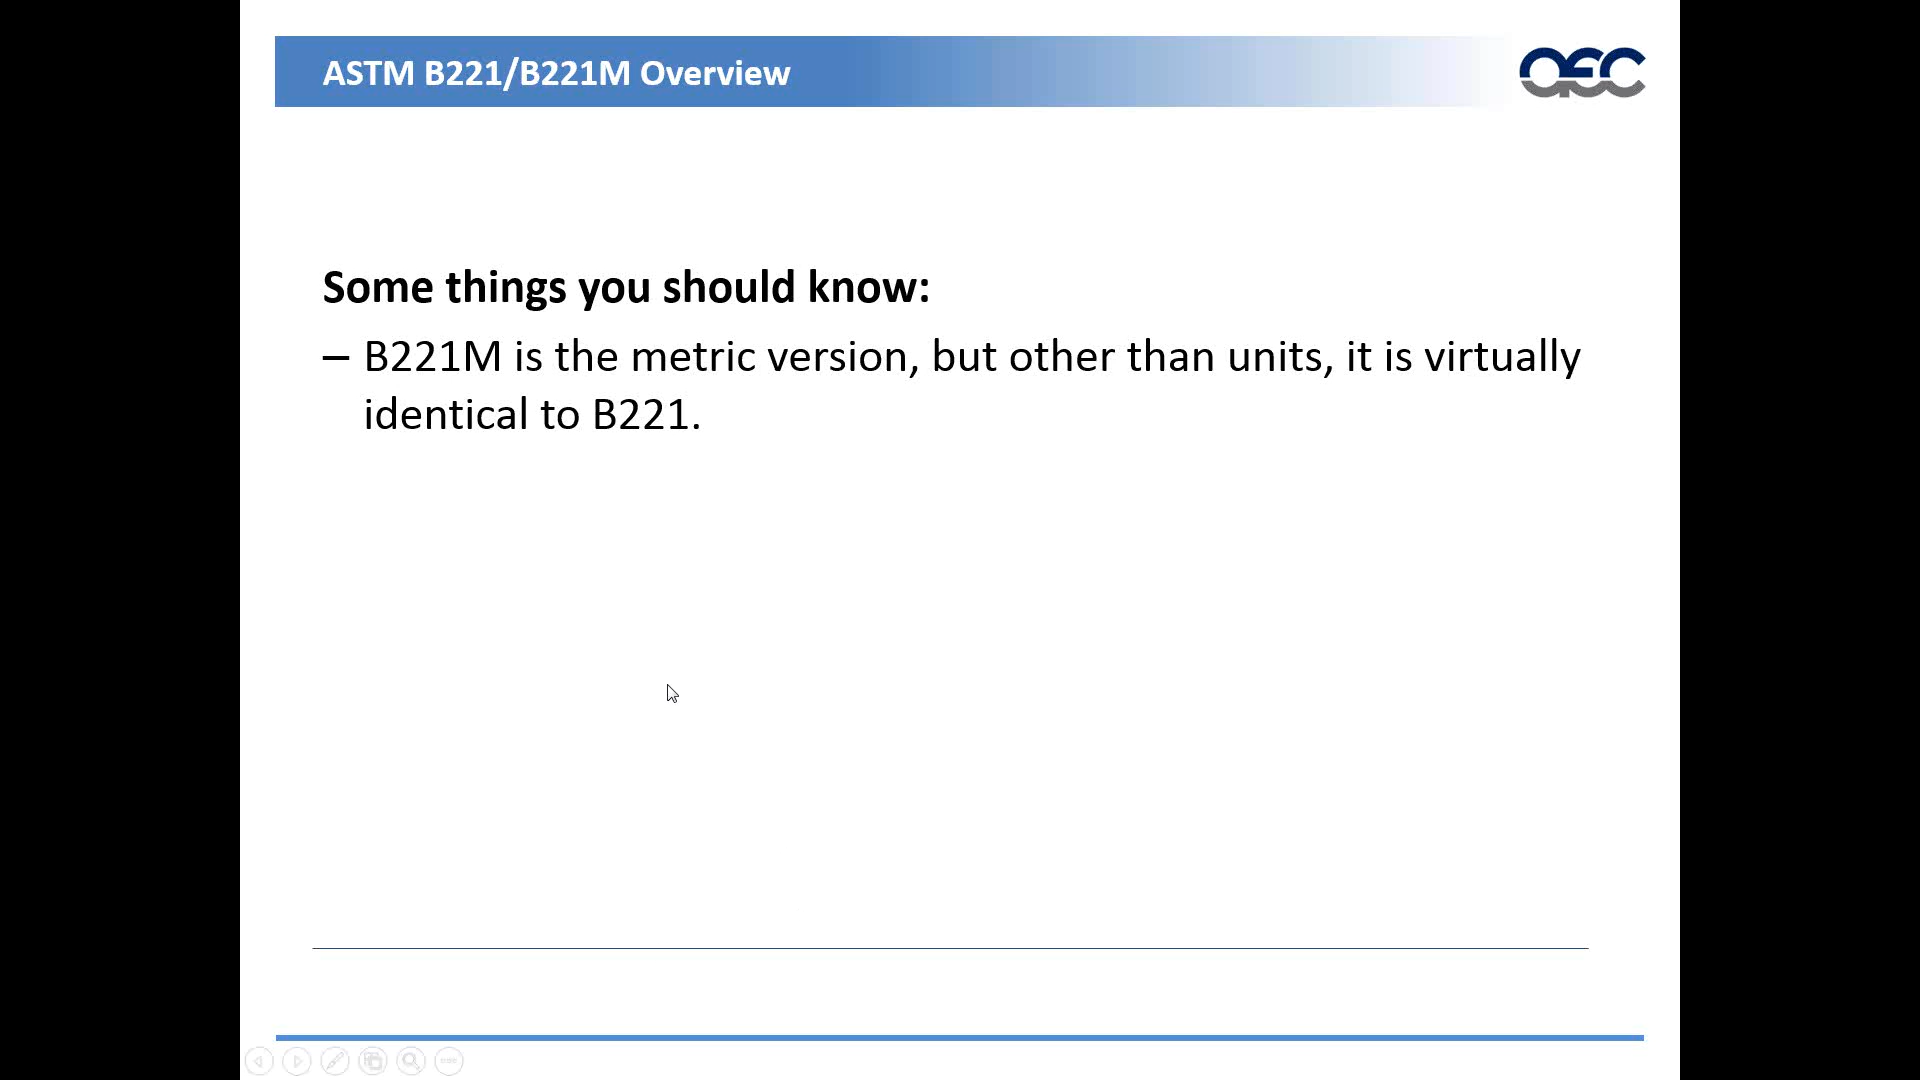 ASTM B221/B221M Overview
AEC
Some things you should know:
– B221M is the metric version, but other than units, it is virtually
identical to B221.